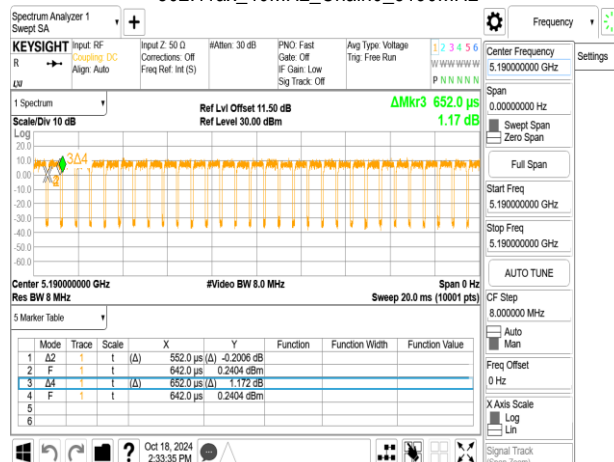 Spectrum Analyzer 1
Swept SA
Frequency
KEYSIGHT
R
LXI
Input: RF
Coupling: DC
Align: Auto
Input Z: 50 Ω
Corrections: Off
Freq Ref: Int (S)
#Atten: 30 dB
PNO: Fast
Gate: Off
IF Gain: Low
Sig Track: Off
Avg Type: Voltage
Trig: Free Run
1 2 3 4 5 6
W W W W W W
P N N N N N
Center Frequency
5.190000000 GHz
Settings
Span
0.00000000 Hz
Swept Span
Zero Span
Full Span
Start Freq
5.190000000 GHz
Stop Freq
5.190000000 GHz
AUTO TUNE
CF Step
8.000000 MHz
Auto
Man
Freq Offset
0 Hz
X Axis Scale
Log
Lin
Signal Track
1 Spectrum
Scale/Div 10 dB
Ref Lvl Offset 11.50 dB
Ref Level 30.00 dBm
ΔMkr3 652.0 µs
1.17 dB
Log
20.0
10.0
0.00
-10.0
-20.0
-30.0
-40.0
-50.0
-60.0
3Δ4
Center 5.190000000 GHz
Res BW 8 MHz
#Video BW 8.0 MHz
Span 0 Hz
Sweep 20.0 ms (10001 pts)
5 Marker Table
Mode Trace Scale X Y Function Function Width Function Value
1 Δ2 1 t (Δ) 552.0 µs (Δ) -0.2006 dB
2 F 1 t 642.0 µs 0.2404 dBm
3 Δ4 1 t (Δ) 652.0 µs (Δ) 1.172 dB
4 F 1 t 642.0 µs 0.2404 dBm
5
6
Oct 18, 2024
2:33:35 PM